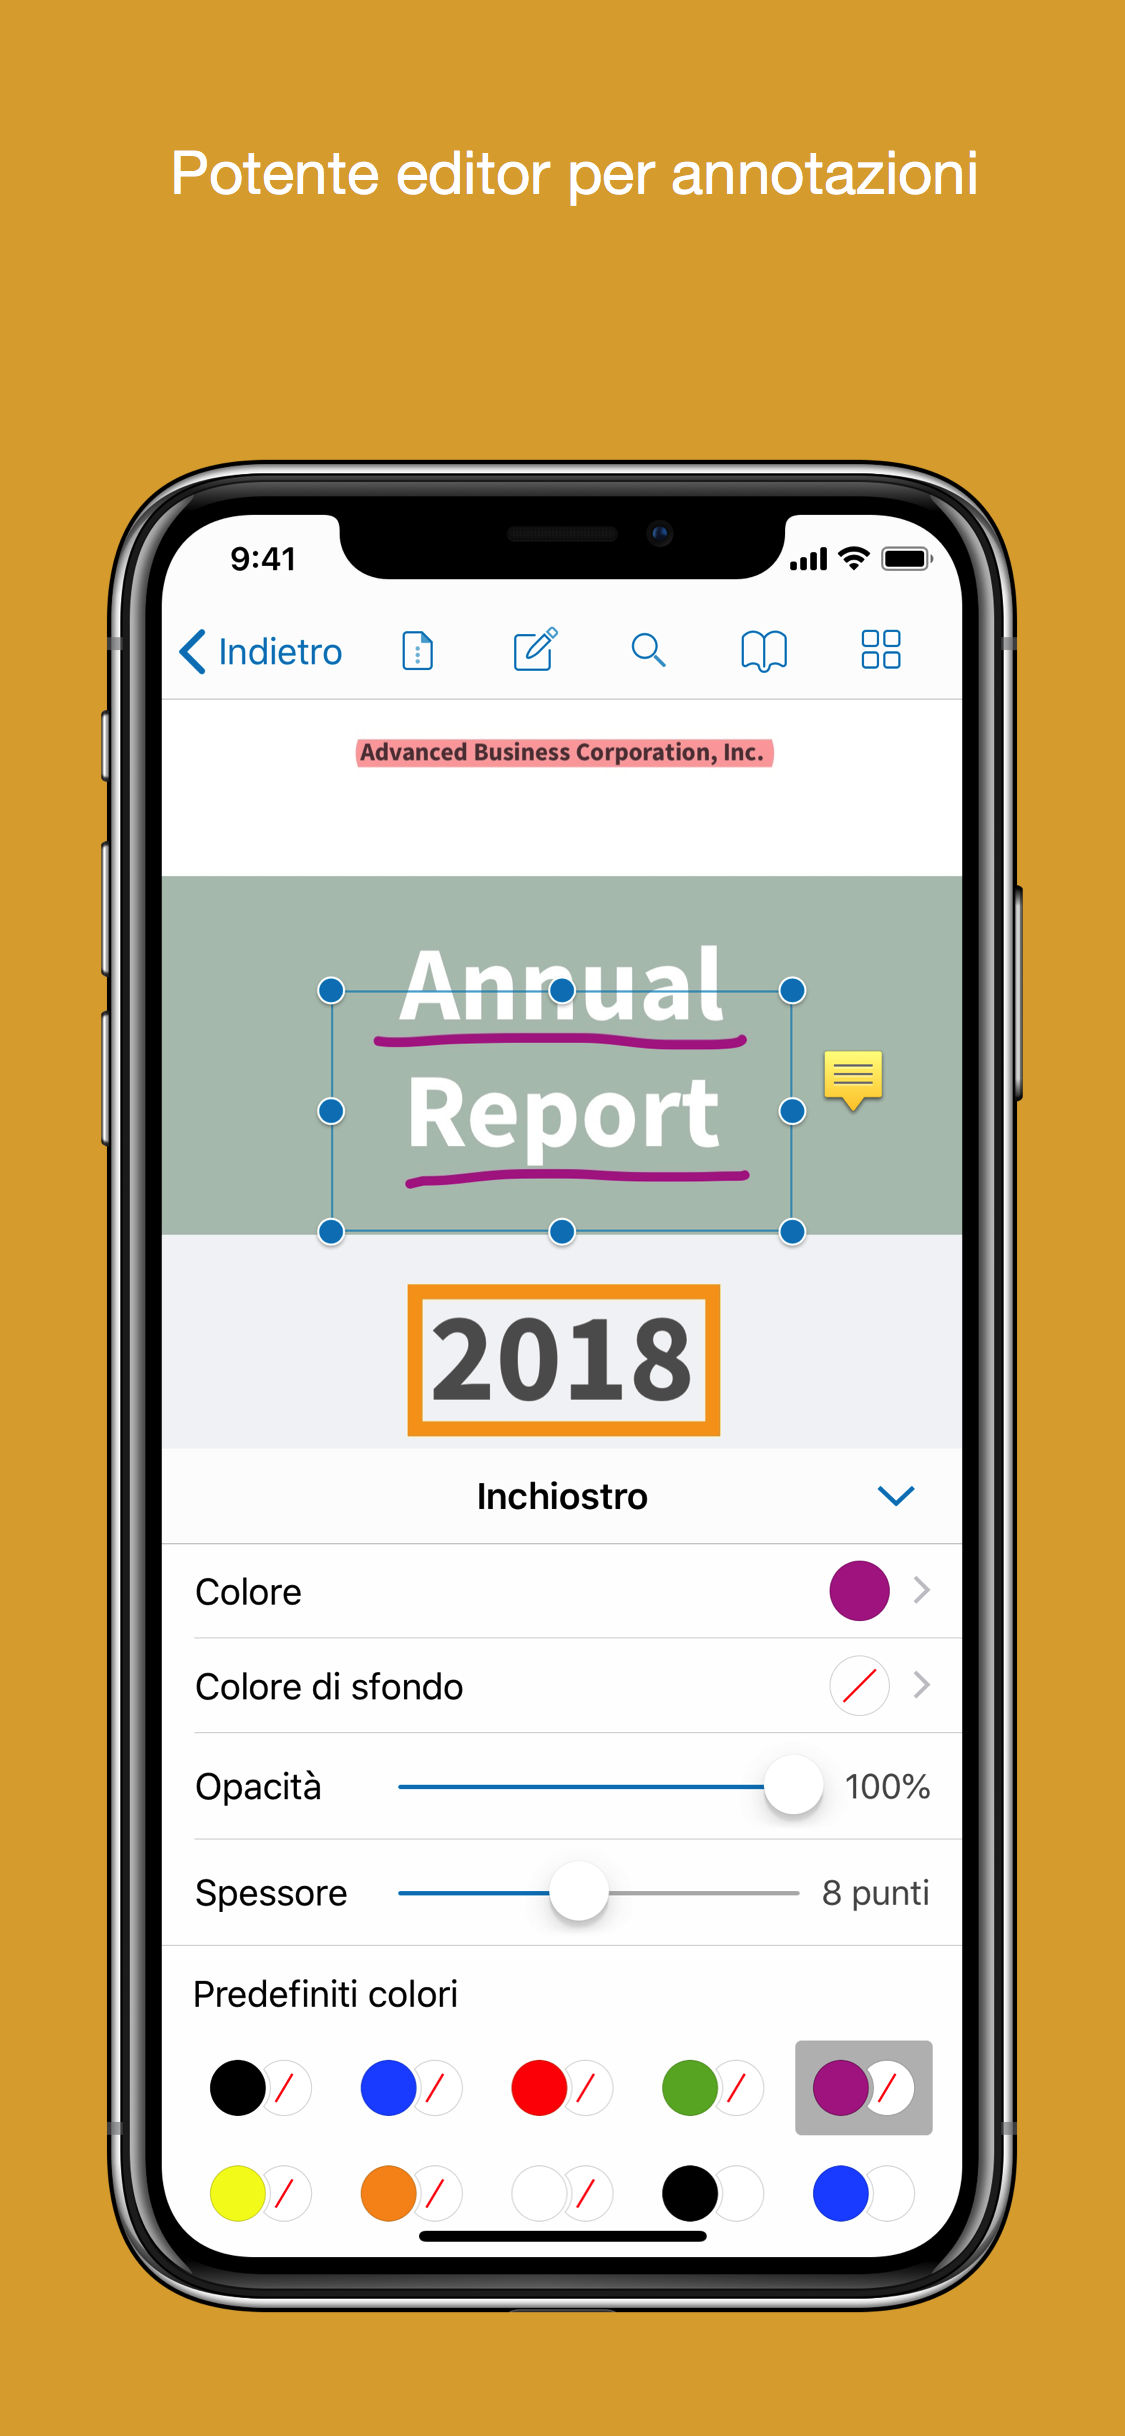 Potente editor per annotazioni
9:41
Indietro
Advanced Business Corporation, Inc.
Annual
Report
2018
Inchiostro
Colore
Colore di sfondo
Opacità 100%
Spessore 8 punti
Predefiniti colori